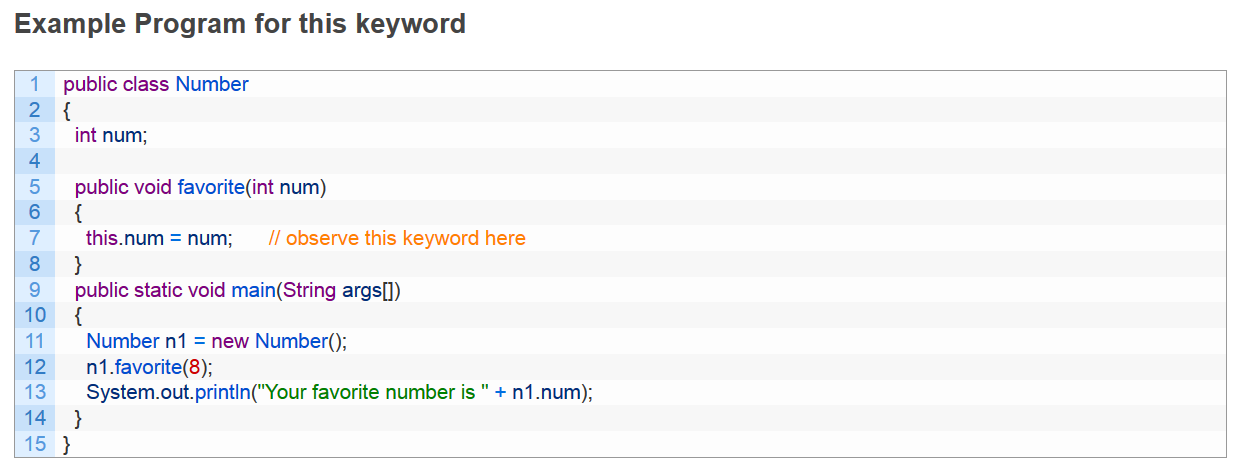 Example Program for this keyword
1 public class Number
2 {
3 int num;
4
5 public void favorite(int num)
6 {
7 this.num = num; // observe this keyword here
8 }
9 public static void main(String args[])
10 {
11 Number n1 = new Number();
12 n1.favorite(8);
13 System.out.println("Your favorite number is " + n1.num);
14 }
15 }